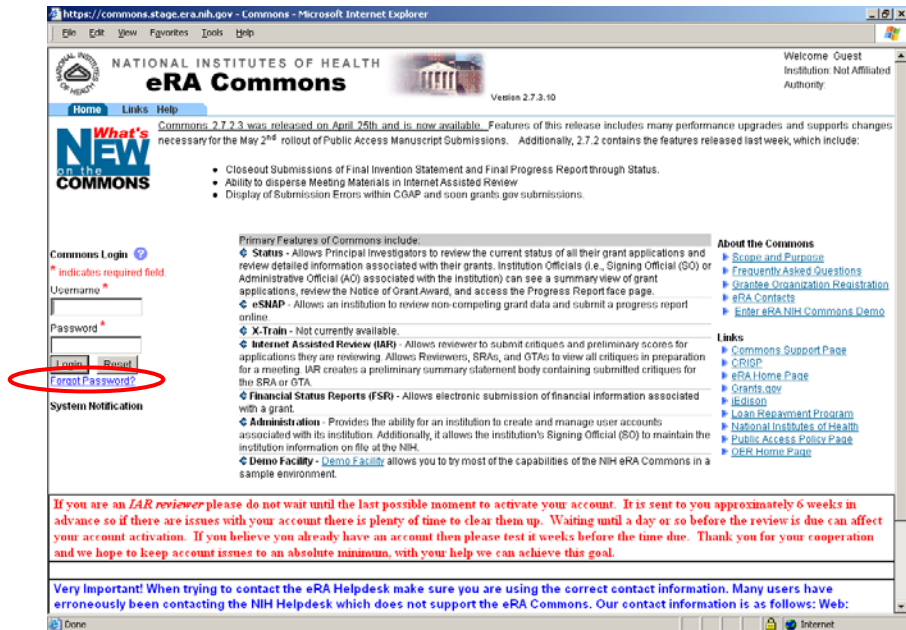 https://commons.stage.era.nih.gov - Commons - Microsoft Internet Explorer
File Edit View Favorites Tools Help
NATIONAL INSTITUTES OF HEALTH
eRA Commons
Version 2.7.3.10
Welcome Guest
Institution: Not Affiliated
Authority:
Home Links Help
What's
NEW
on the
COMMONS
Commons 2.7.2.3 was released on April 25th and is now available. Features of this release includes many performance upgrades and supports changes
necessary for the May 2nd rollout of Public Access Manuscript Submissions. Additionally, 2.7.2 contains the features released last week, which include:
• Closeout Submissions of Final Invention Statement and Final Progress Report through Status.
• Ability to disperse Meeting Materials in Internet Assisted Review
• Display of Submission Errors within CGAP and soon grants.gov submissions.
Commons Login ?
* indicates required field.
Username *
Password *
Login Reset
Forgot Password?
System Notification
Primary Features of Commons include:
Status - Allows Principal Investigators to review the current status of all their grant applications and
review detailed information associated with their grants. Institution Officials (i.e., Signing Official (SO) or
Administrative Official (AO) associated with the institution) can see a summary view of grant
applications, review the Notice of Grant Award, and access the Progress Report face page.
eSNAP - Allows an institution to review non-competing grant data and submit a progress report
online.
X-Train - Not currently available.
Internet Assisted Review (IAR) - Allows reviewers to submit critiques and preliminary scores for
applications they are reviewing. Allows Reviewers, SRAs, and GTAs to view all critiques in preparation
for a meeting. IAR creates a preliminary summary statement body containing submitted critiques for
the SRA or GTA.
Financial Status Reports (FSR) - Allows electronic submission of financial information associated
with a grant.
Administration - Provides the ability for an institution to create and manage user accounts
associated with its institution. Additionally, it allows the institution's Signing Official (SO) to maintain the
institution information on file at the NIH.
Demo Facility - Demo Facility allows you to try most of the capabilities of the NIH eRA Commons in a
sample environment.
About the Commons
Scope and Purpose
Frequently Asked Questions
Grantee Organization Registration
eRA Contacts
Enter eRA NIH Commons Demo
Links
Commons Support Page
CRISP
eRA Home Page
Grants.gov
iEdison
Loan Repayment Program
National Institutes of Health
Public Access Policy Page
OER Home Page
If you are an IAR reviewer please do not wait until the last possible moment to activate your account. It is sent to you approximately 6 weeks in
advance so if there are issues with your account there is plenty of time to clear them up. Waiting until a day or so before the review is due can affect
your account activation. If you believe you already have an account then please test it weeks before the time due. Thank you for your cooperation
and we hope to keep account issues to an absolute minimum, with your help we can achieve this goal.
Very Important! When trying to contact the eRA Helpdesk make sure you are using the correct contact information. Many users have
erroneously been contacting the NIH Helpdesk which does not support the eRA Commons. Our contact information is as follows: Web:
Done
Internet